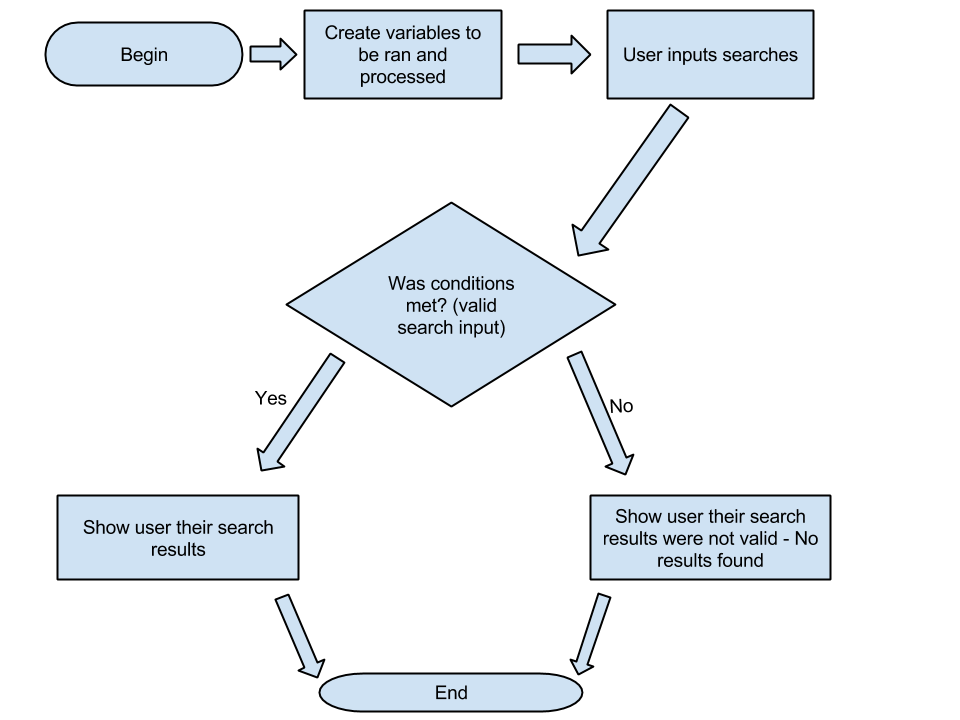 Begin
Create variables to
be ran and
processed
User inputs searches
Was conditions
met? (valid
search input)
Yes
No
Show user their search
results
Show user their search
results were not valid - No
results found
End